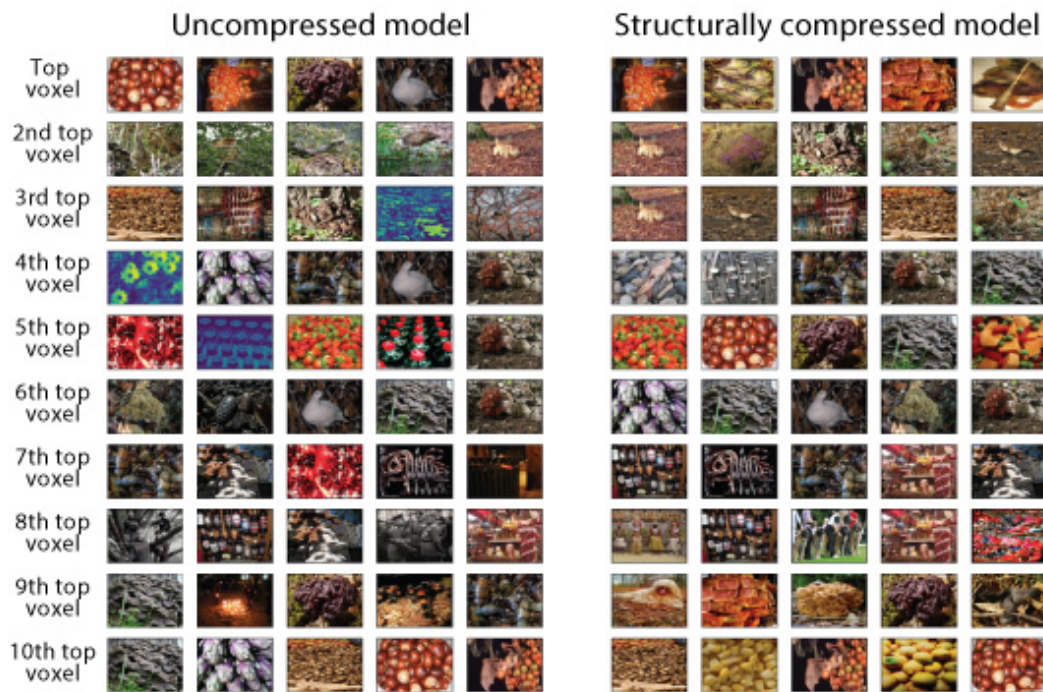 Uncompressed model
Structurally compressed model
Top
voxel
2nd top
voxel
3rd top
voxel
4th top
voxel
5th top
voxel
6th top
voxel
7th top
voxel
8th top
voxel
9th top
voxel
10th top
voxel